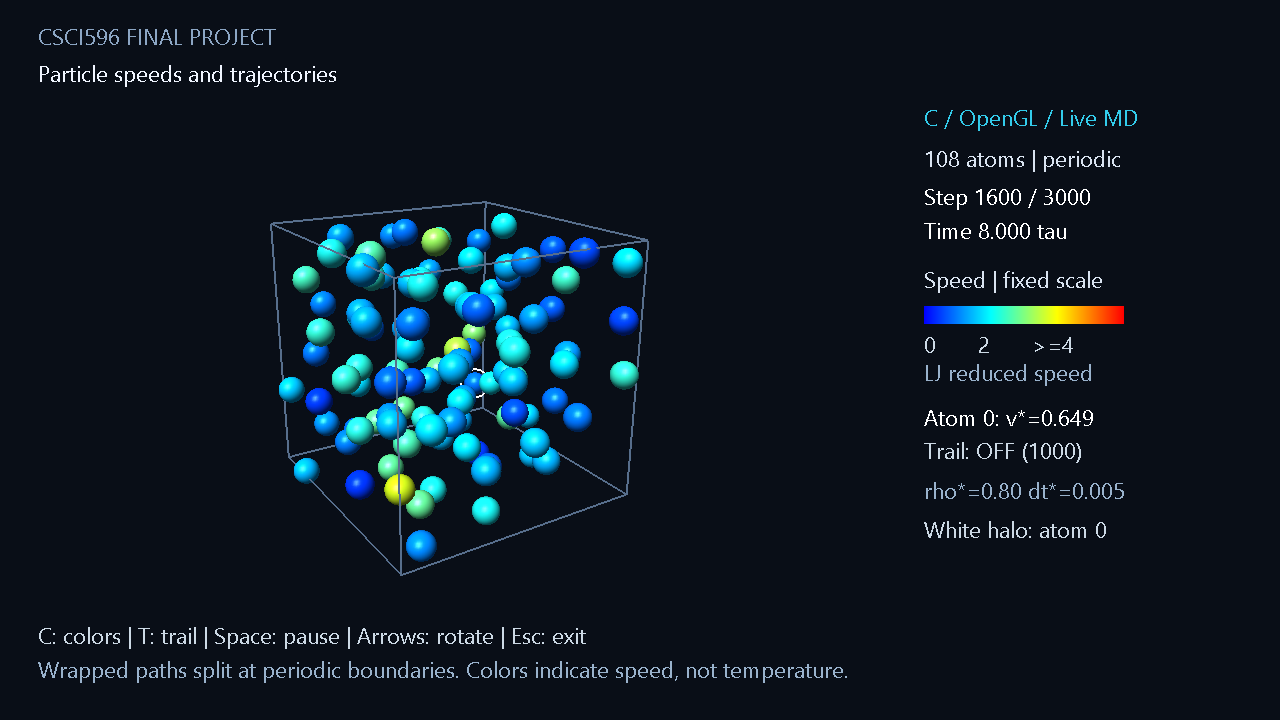 CSCI596 FINAL PROJECT
Particle speeds and trajectories
C / OpenGL / Live MD
108 atoms | periodic
Step 1600 / 3000
Time 8.000 tau
Speed | fixed scale
0 2 >=4
LJ reduced speed
Atom 0: v*=0.649
Trail: OFF (1000)
rho*=0.80 dt*=0.005
White halo: atom 0
C: colors | T: trail | Space: pause | Arrows: rotate | Esc: exit
Wrapped paths split at periodic boundaries. Colors indicate speed, not temperature.